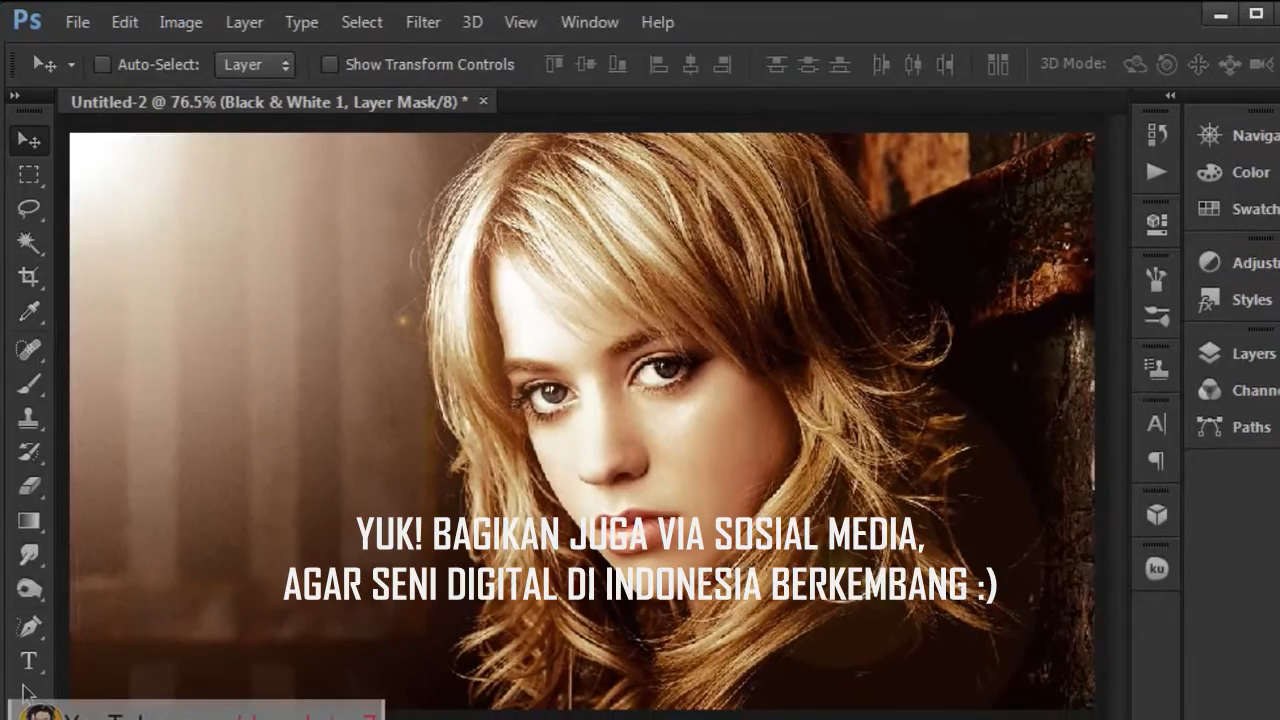 Ps File Edit Image Layer Type Select Filter 3D View Window Help
Auto-Select: Layer Show Transform Controls 3D Mode:
Untitled-2 @ 76.5% (Black & White 1, Layer Mask/8) * ×
Naviga
Color
Swatch
Adjust
Styles
Layers
Chann
Paths
YUK! BAGIKAN JUGA VIA SOSIAL MEDIA,
AGAR SENI DIGITAL DI INDONESIA BERKEMBANG :)
ku
T